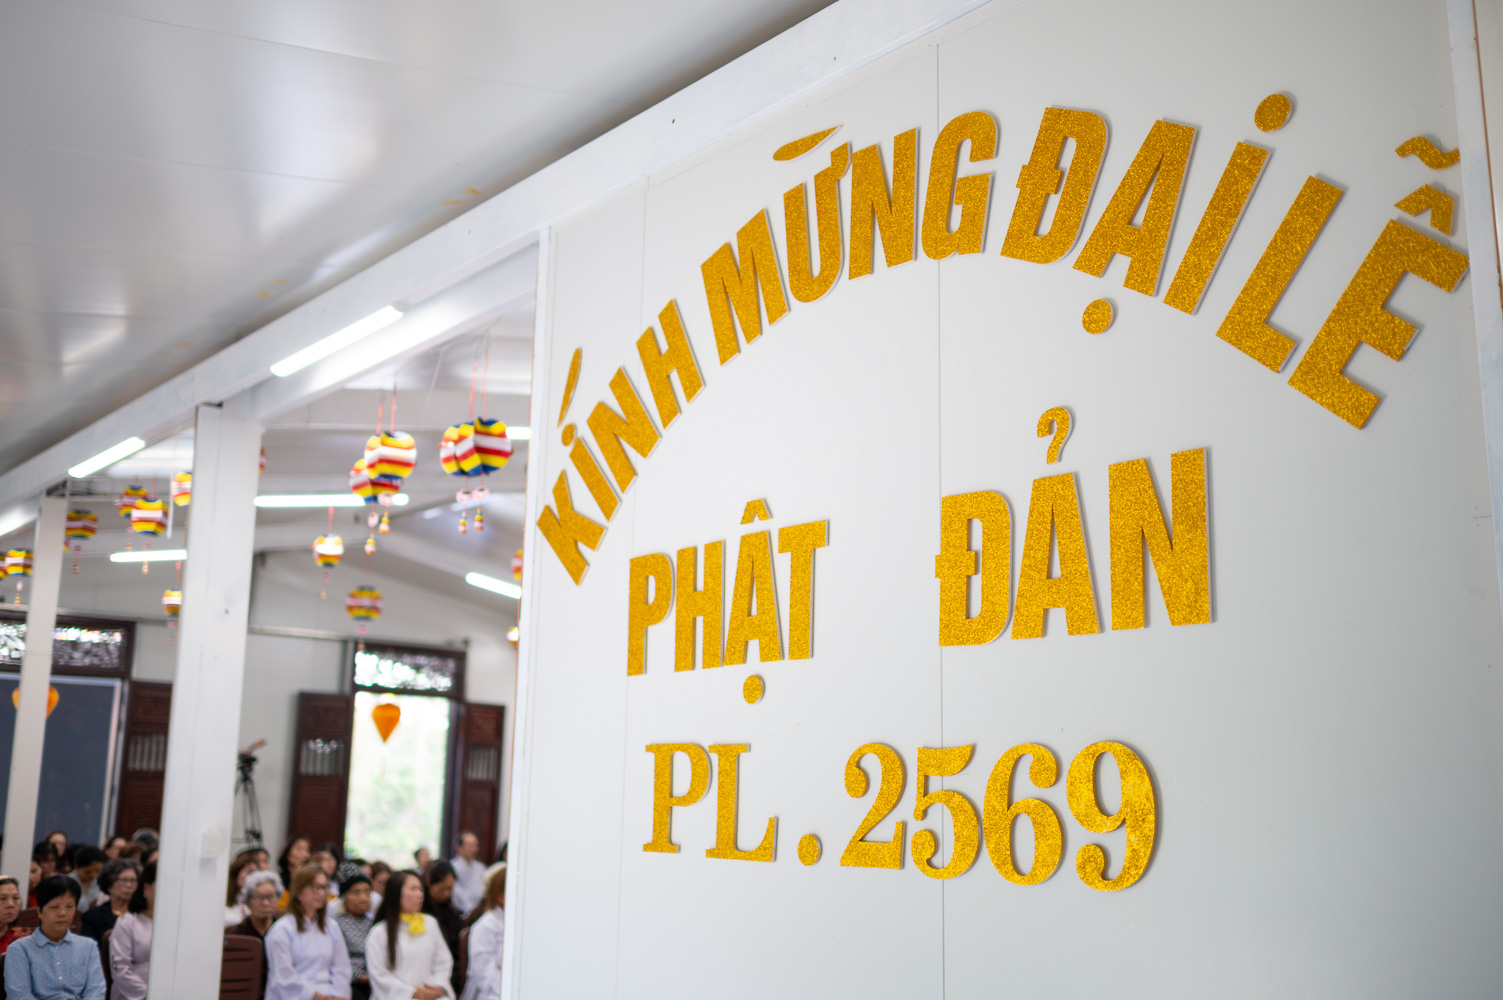 KÍNH MỪNG ĐẠI LỄ
PHẬT ĐẢN
PL.2569